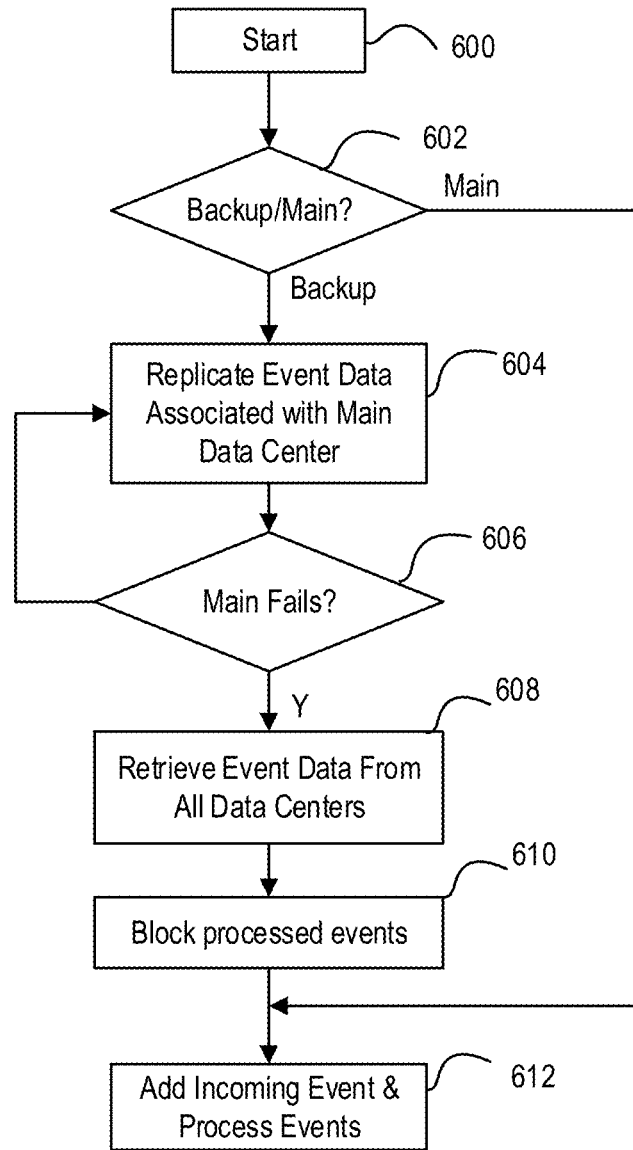 Start
600
602
Main
Backup/Main?
Backup
Replicate Event Data
Associated with Main
Data Center
604
606
Main Fails?
Y
608
Retrieve Event Data From
All Data Centers
610
Block processed events
Add Incoming Event &
Process Events
612